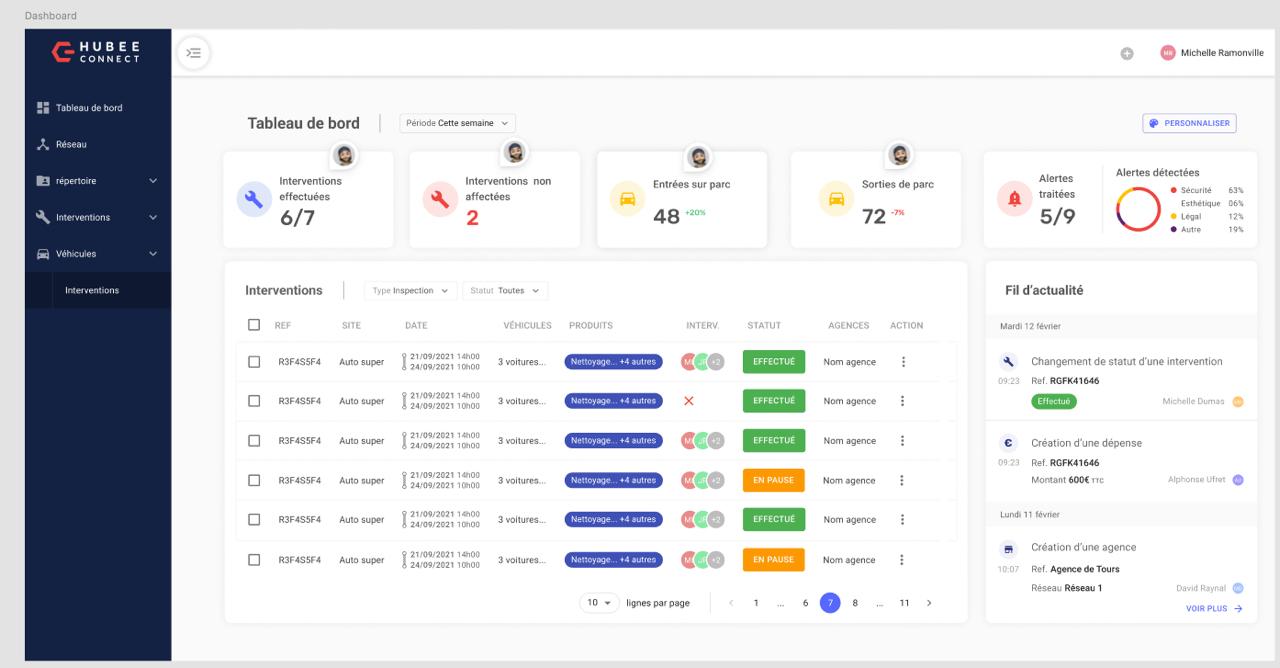 Dashboard
HUBEE
CONNECT
Michelle Ramonville
Tableau de bord
Réseau
répertoire
Interventions
Véhicules
Interventions
Tableau de bord
Période Cette semaine
PERSONNALISER
Interventions
effectuées
6/7
Interventions non
affectées
2
Entrées sur parc
48 +20%
Sorties de parc
72 -7%
Alertes
traitées
5/9
Alertes détectées
Sécurité 63%
Esthétique 06%
Légal 12%
Autre 19%
Interventions
Type Inspection
Statut Toutes
REF SITE DATE VÉHICULES PRODUITS INTERV. STATUT AGENCES ACTION
R3F4S5F4 Auto super 21/09/2021 14h00 3 voitures... Nettoyage... +4 autres +2 EFFECTUÉ Nom agence
24/09/2021 10h00
R3F4S5F4 Auto super 21/09/2021 14h00 3 voitures... Nettoyage... +4 autres EFFECTUÉ Nom agence
24/09/2021 10h00
R3F4S5F4 Auto super 21/09/2021 14h00 3 voitures... Nettoyage... +4 autres +2 EFFECTUÉ Nom agence
24/09/2021 10h00
R3F4S5F4 Auto super 21/09/2021 14h00 3 voitures... Nettoyage... +4 autres +2 EN PAUSE Nom agence
24/09/2021 10h00
R3F4S5F4 Auto super 21/09/2021 14h00 3 voitures... Nettoyage... +4 autres +2 EFFECTUÉ Nom agence
24/09/2021 10h00
R3F4S5F4 Auto super 21/09/2021 14h00 3 voitures... Nettoyage... +4 autres +2 EN PAUSE Nom agence
24/09/2021 10h00
10 lignes par page 1 ... 6 7 8 ... 11
Fil d'actualité
Mardi 12 février
Changement de statut d'une intervention
09:23 Ref. RGFK41646
Effectué Michelle Dumas
€ Création d'une dépense
09:23 Ref. RGFK41646
Montant 600€ TTC Alphonse Ufret
Lundi 11 février
Création d'une agence
10:07 Ref. Agence de Tours
Réseau Réseau 1 David Raynal
VOIR PLUS